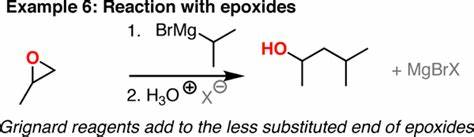 Example 6: Reaction with epoxides
1. BrMg
O
HO
+ MgBrX
2. H₃O⊕ X⊖
Grignard reagents add to the less substituted end of epoxides